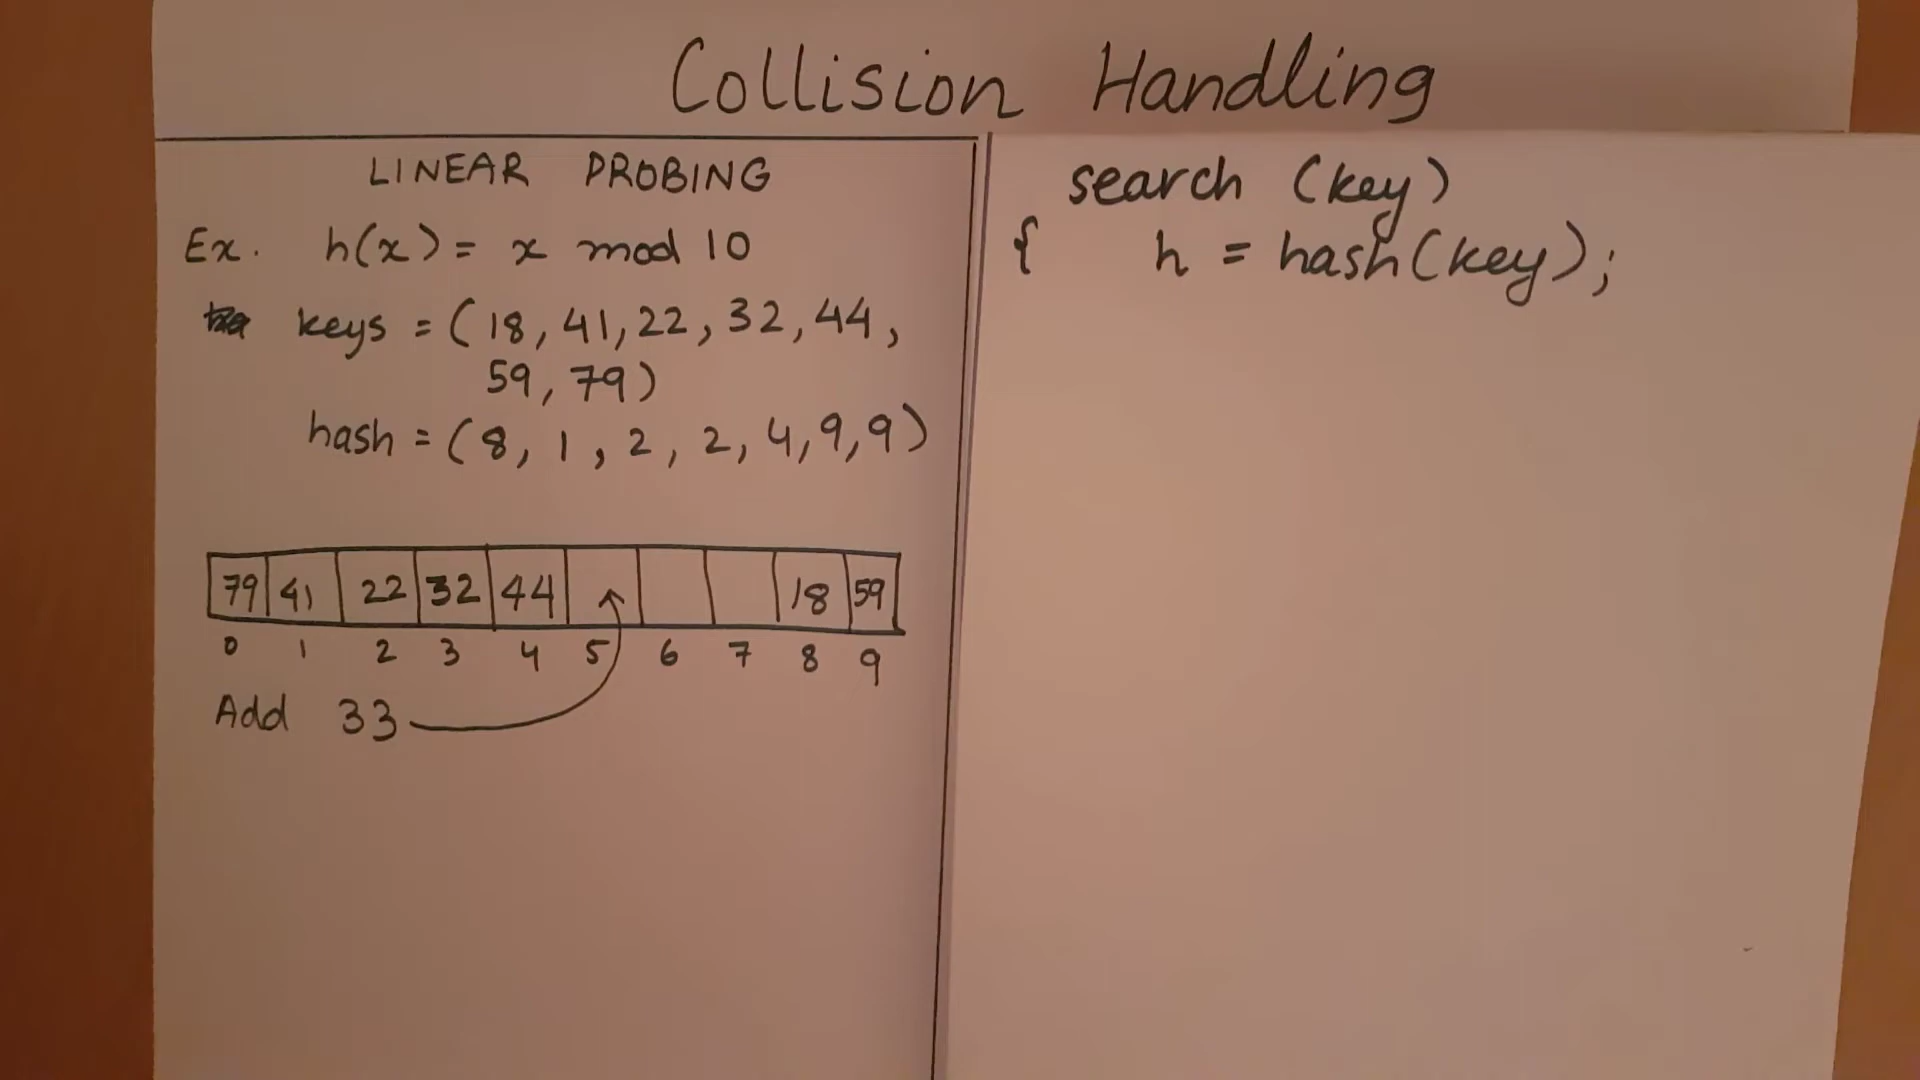 Collision Handling
LINEAR PROBING
Ex. h(x) = x mod 10
keys = (18, 41, 22, 32, 44,
59, 79)
hash = (8, 1, 2, 2, 4, 9, 9)
79 41 22 32 44 18 59
0 1 2 3 4 5 6 7 8 9
Add 33
search (key)
{ h = hash(key);